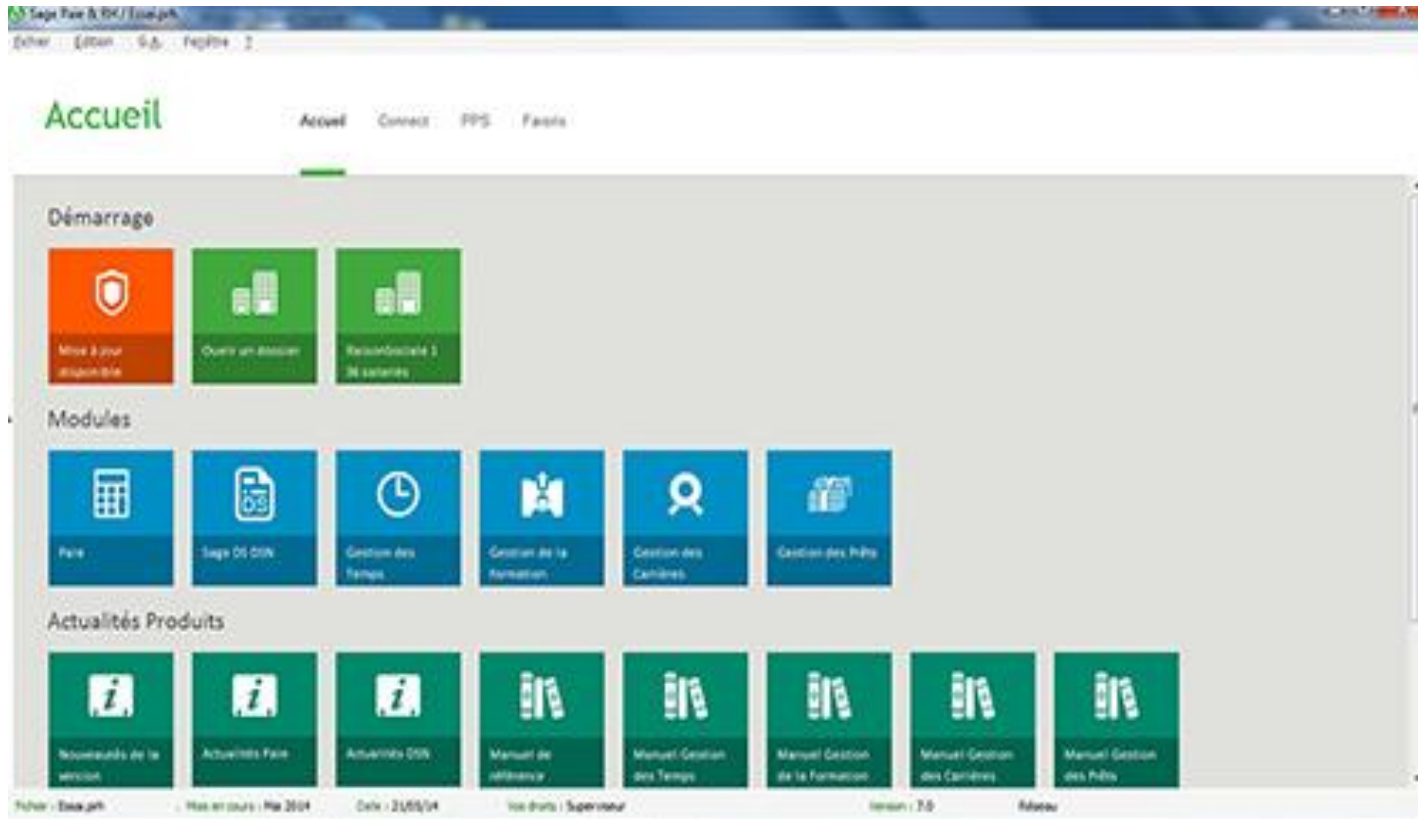 Sage Paie & RH / Essai.prh
Fichier Edition G.A. Fenêtre ?
Accueil
Accueil Connect PPS Favoris
Démarrage
Mise à jour disponible
Ouvrir un dossier
RaisonSociale 1
36 salariés
Modules
Paie
Sage DS DSN
Gestion des Temps
Gestion de la Formation
Gestion des Carrières
Gestion des Prêts
Actualités Produits
Nouveautés de la version
Actualités Paie
Actualités DSN
Manuel de référence
Manuel Gestion des Temps
Manuel Gestion de la Formation
Manuel Gestion des Carrières
Manuel Gestion des Prêts
Fichier : Essai.prh Mois en cours : Mai 2014 Date : 21/05/14 Vos droits : Superviseur Version : 7.0 Réseau